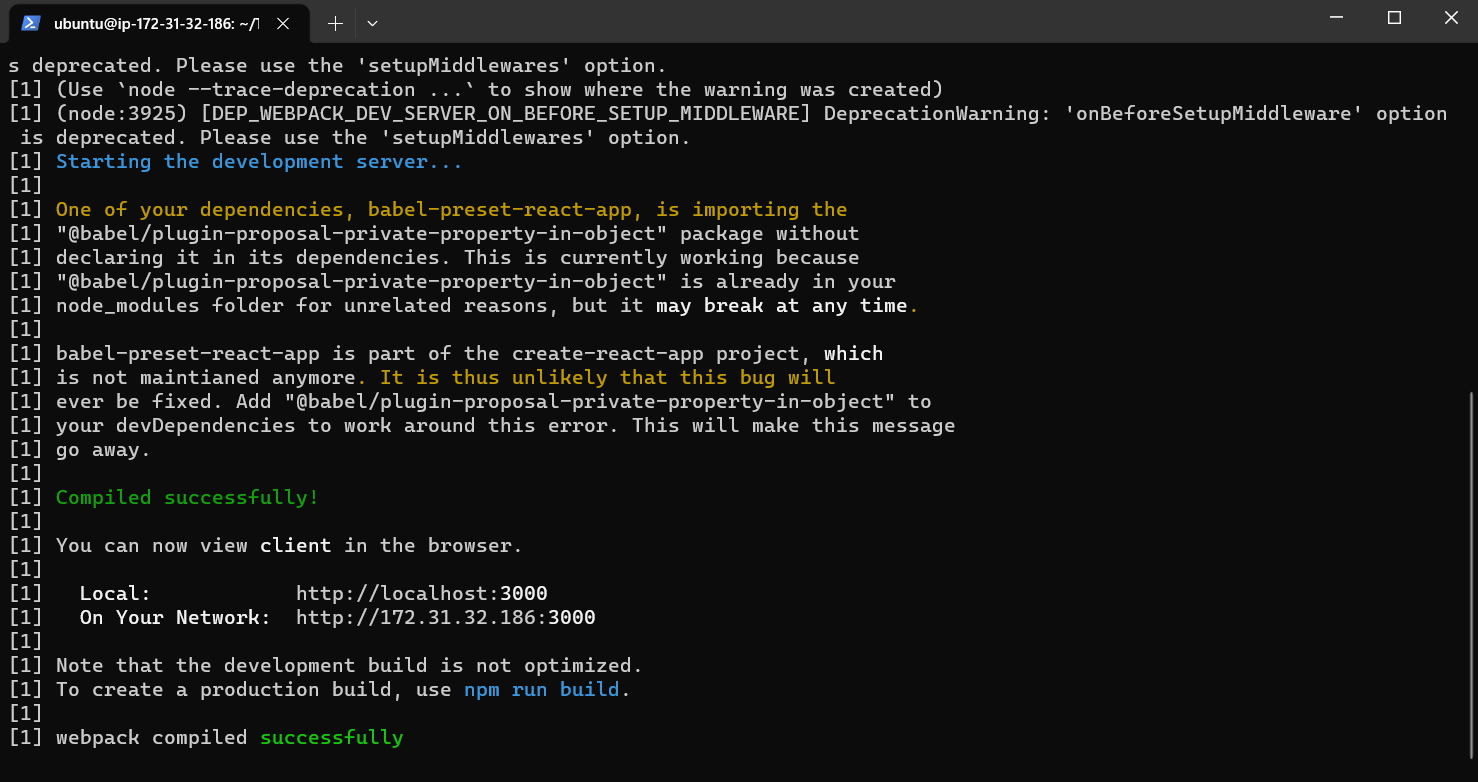 ubuntu@ip-172-31-32-186: ~/
s deprecated. Please use the 'setupMiddlewares' option.
[1] (Use `node --trace-deprecation ...` to show where the warning was created)
[1] (node:3925) [DEP_WEBPACK_DEV_SERVER_ON_BEFORE_SETUP_MIDDLEWARE] DeprecationWarning: 'onBeforeSetupMiddleware' option
 is deprecated. Please use the 'setupMiddlewares' option.
[1] Starting the development server...
[1]
[1] One of your dependencies, babel-preset-react-app, is importing the
[1] "@babel/plugin-proposal-private-property-in-object" package without
[1] declaring it in its dependencies. This is currently working because
[1] "@babel/plugin-proposal-private-property-in-object" is already in your
[1] node_modules folder for unrelated reasons, but it may break at any time.
[1]
[1] babel-preset-react-app is part of the create-react-app project, which
[1] is not maintianed anymore. It is thus unlikely that this bug will
[1] ever be fixed. Add "@babel/plugin-proposal-private-property-in-object" to
[1] your devDependencies to work around this error. This will make this message
[1] go away.
[1]
[1] Compiled successfully!
[1]
[1] You can now view client in the browser.
[1]
[1]   Local:            http://localhost:3000
[1]   On Your Network:  http://172.31.32.186:3000
[1]
[1] Note that the development build is not optimized.
[1] To create a production build, use npm run build.
[1]
[1] webpack compiled successfully